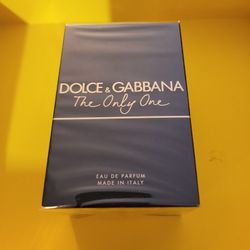 DOLCE & GABBANA
The Only One
EAU DE PARFUM
MADE IN ITALY